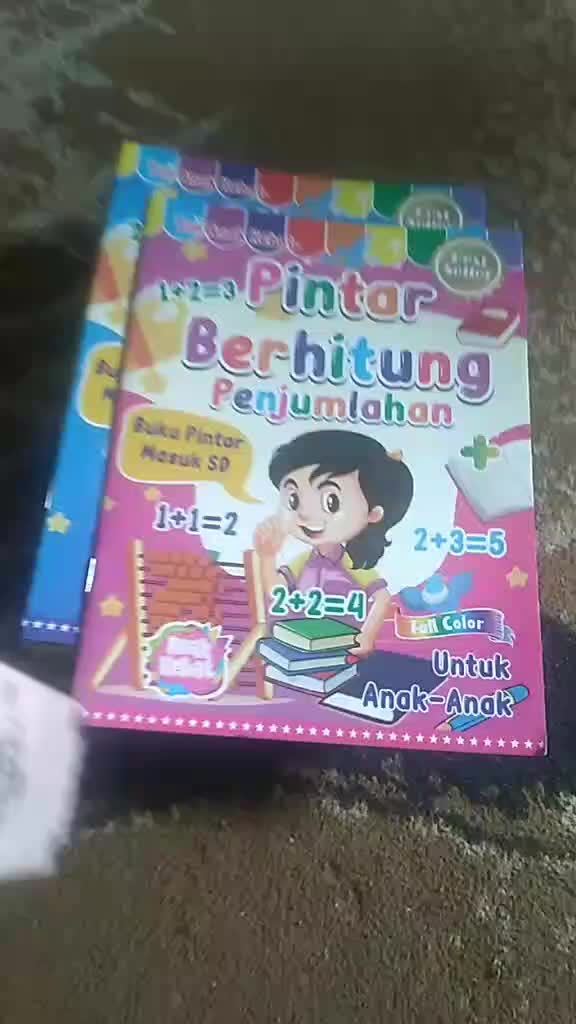 Best Seller
1+2=3
Pintar
Berhitung
Penjumlahan
Buku Pintar
Masuk SD
1+1=2
2+3=5
2+2=4
Full Color
Untuk
Anak-Anak